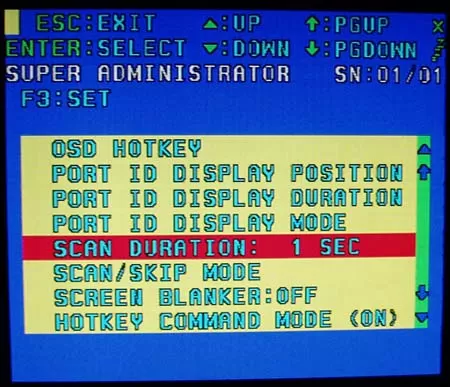 ESC:EXIT ▲:UP ↑:PGUP X
ENTER:SELECT ▼:DOWN ↓:PGDOWN Z
SUPER ADMINISTRATOR SN:01/01
F3:SET
OSD HOTKEY
PORT ID DISPLAY POSITION
PORT ID DISPLAY DURATION
PORT ID DISPLAY MODE
SCAN DURATION: 1 SEC
SCAN/SKIP MODE
SCREEN BLANKER:OFF
HOTKEY COMMAND MODE (ON)